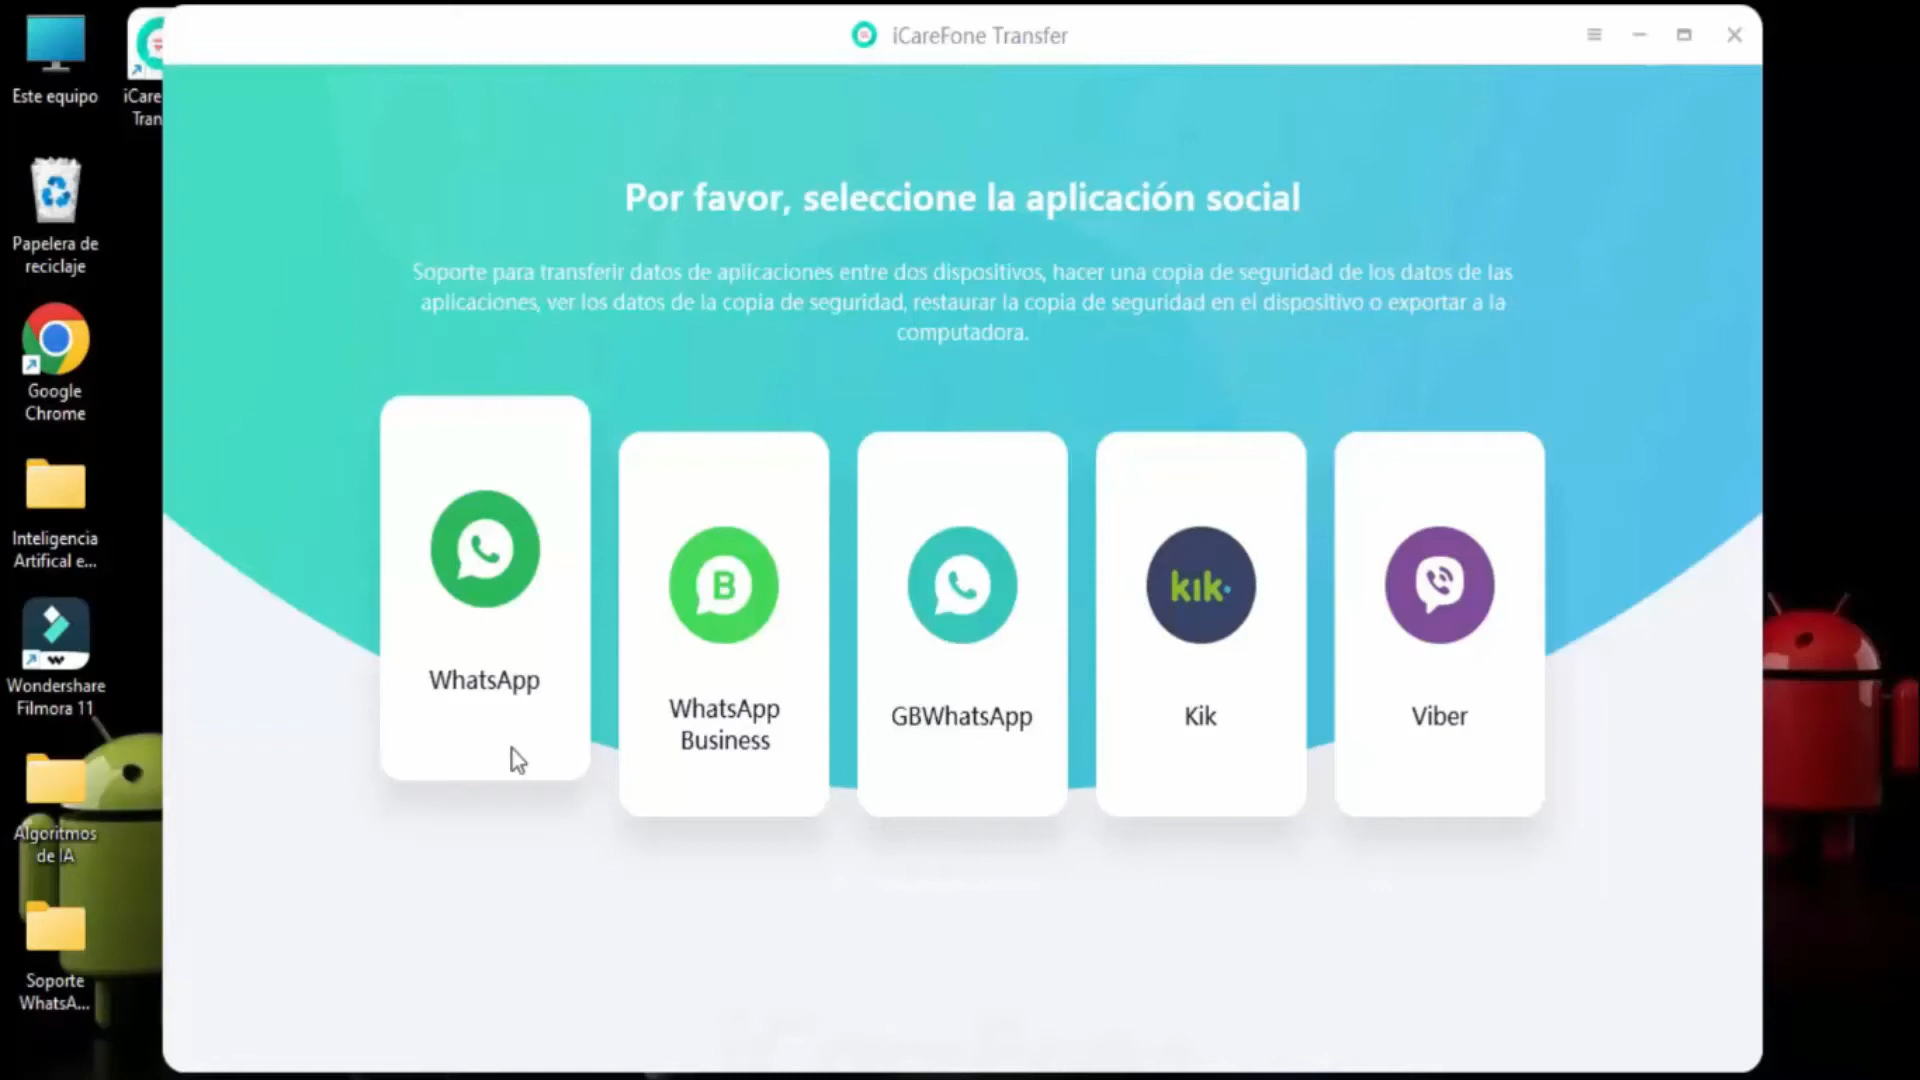 iCareFone Transfer
Este equipo
iCare
Tran
Papelera de
reciclaje
Google
Chrome
Inteligencia
Artifical e...
Wondershare
Filmora 11
Algoritmos
de IA
Soporte
WhatsA...
Por favor, seleccione la aplicación social
Soporte para transferir datos de aplicaciones entre dos dispositivos, hacer una copia de seguridad de los datos de las
aplicaciones, ver los datos de la copia de seguridad, restaurar la copia de seguridad en el dispositivo o exportar a la
computadora.
WhatsApp
B
WhatsApp
Business
GBWhatsApp
kik.
Kik
Viber